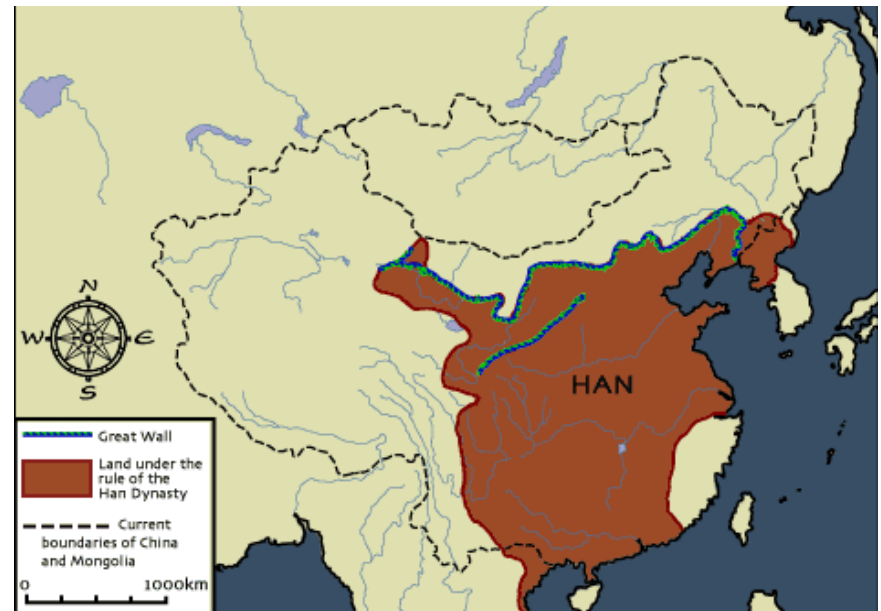 HAN
N
W
E
S
Great Wall
Land under the
rule of the
Han Dynasty
Current
boundaries of China
and Mongolia
0
1000km